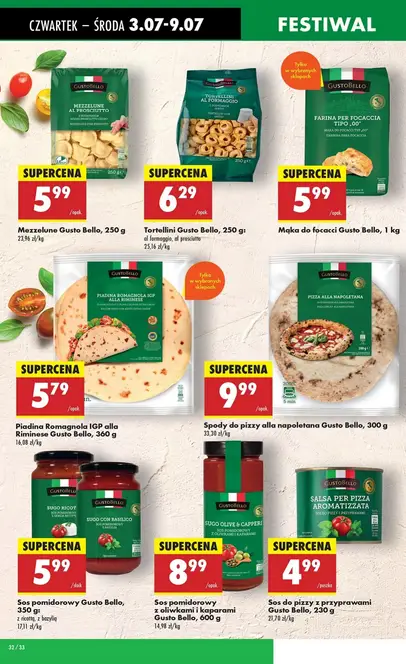 CZWARTEK – ŚRODA 3.07-9.07
FESTIWAL
GUSTOBELLO
MEZZELUNE
AL PROSCIUTTO
250 g
GUSTOBELLO
TORTELLINI
AL FORMAGGIO
250 g
Tylko
w wybranych
sklepach
GUSTOBELLO
FARINA PER FOCACCIA
TIPO „00”
SUPERCENA
5 99
/opak.
Mezzelune Gusto Bello, 250 g
23,96 zł/kg
SUPERCENA
6 29
/opak.
Tortellini Gusto Bello, 250 g:
al formaggio, al prosciutto
25,16 zł/kg
SUPERCENA
5 99
/opak.
Mąka do focacci Gusto Bello, 1 kg
GUSTOBELLO
PIADINA ROMAGNOLA IGP
ALLA RIMINESE
Tylko
w wybranych
sklepach
GUSTOBELLO
PIZZA ALLA NAPOLETANA
SUPERCENA
5 79
/opak.
Piadina Romagnola IGP alla
Riminese Gusto Bello, 360 g
16,08 zł/kg
SUPERCENA
9 99
/opak.
Spody do pizzy alla napoletana Gusto Bello, 300 g
33,30 zł/kg
GUSTOBELLO
SUGO RICOTTA
GUSTOBELLO
SUGO CON BASILICO
GUSTOBELLO
SUGO OLIVE & CAPPERI
GUSTOBELLO
SALSA PER PIZZA
AROMATIZZATA
SUPERCENA
5 99
/słoik
Sos pomidorowy Gusto Bello,
350 g:
z ricottą, z bazylią
17,11 zł/kg
SUPERCENA
8 99
/opak.
Sos pomidorowy
z oliwkami i kaparami
Gusto Bello, 600 g
14,98 zł/kg
SUPERCENA
4 99
/puszka
Sos do pizzy z przyprawami
Gusto Bello, 230 g
21,70 zł/kg
22 / 33